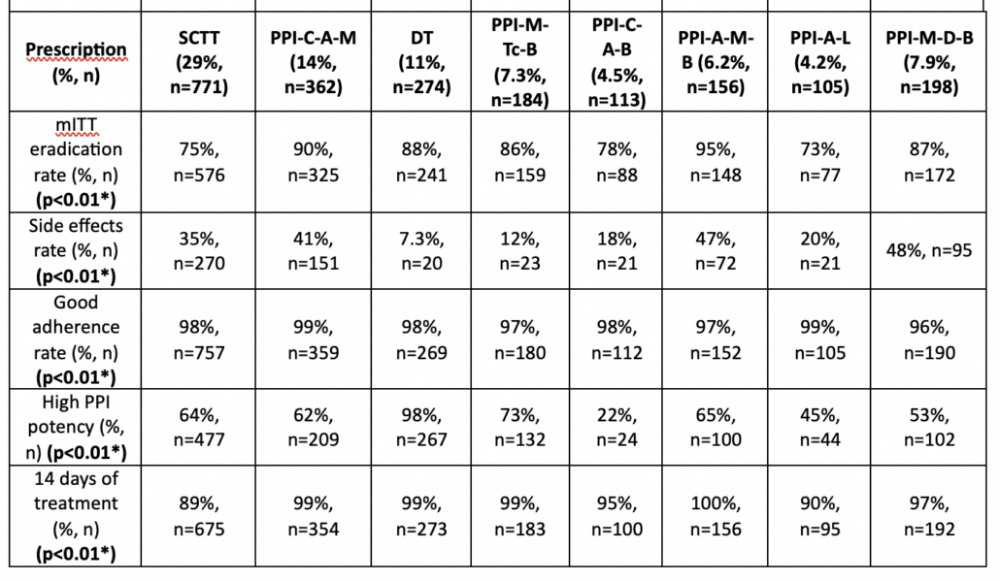 Prescription (%, n) | SCTT (29%, n=771) | PPI-C-A-M (14%, n=362) | DT (11%, n=274) | PPI-M-Tc-B (7.3%, n=184) | PPI-C-A-B (4.5%, n=113) | PPI-A-M-B (6.2%, n=156) | PPI-A-L (4.2%, n=105) | PPI-M-D-B (7.9%, n=198)
mITT eradication rate (%, n) (p<0.01*) | 75%, n=576 | 90%, n=325 | 88%, n=241 | 86%, n=159 | 78%, n=88 | 95%, n=148 | 73%, n=77 | 87%, n=172
Side effects rate (%, n) (p<0.01*) | 35%, n=270 | 41%, n=151 | 7.3%, n=20 | 12%, n=23 | 18%, n=21 | 47%, n=72 | 20%, n=21 | 48%, n=95
Good adherence rate (%, n) (p<0.01*) | 98%, n=757 | 99%, n=359 | 98%, n=269 | 97%, n=180 | 98%, n=112 | 97%, n=152 | 99%, n=105 | 96%, n=190
High PPI potency (%, n) (p<0.01*) | 64%, n=477 | 62%, n=209 | 98%, n=267 | 73%, n=132 | 22%, n=24 | 65%, n=100 | 45%, n=44 | 53%, n=102
14 days of treatment (%, n) (p<0.01*) | 89%, n=675 | 99%, n=354 | 99%, n=273 | 99%, n=183 | 95%, n=100 | 100%, n=156 | 90%, n=95 | 97%, n=192